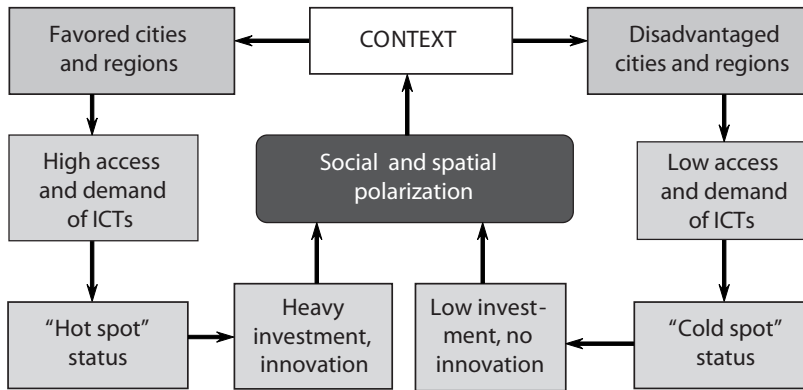 Favored cities
and regions
CONTEXT
Disadvantaged
cities and regions
High access
and demand
of ICTs
Social and spatial
polarization
Low access
and demand
of ICTs
“Hot spot”
status
Heavy
investment,
innovation
Low invest-
ment, no
innovation
“Cold spot”
status